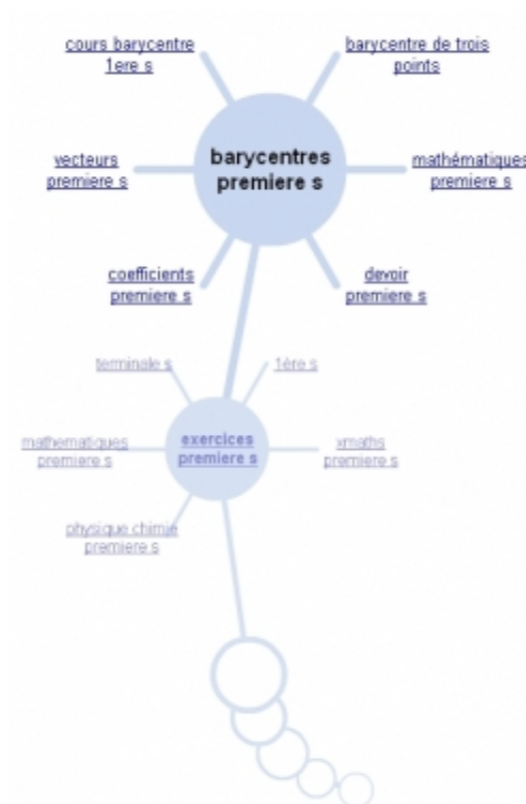 cours barycentre
1ere s
barycentre de trois
points
barycentres
premiere s
vecteurs
premiere s
mathématiques
premiere s
coefficients
premiere s
devoir
premiere s
terminale s
1ère s
exercices
premiere s
mathematiques
premiere s
xmaths
premiere s
physique chimie
premiere s